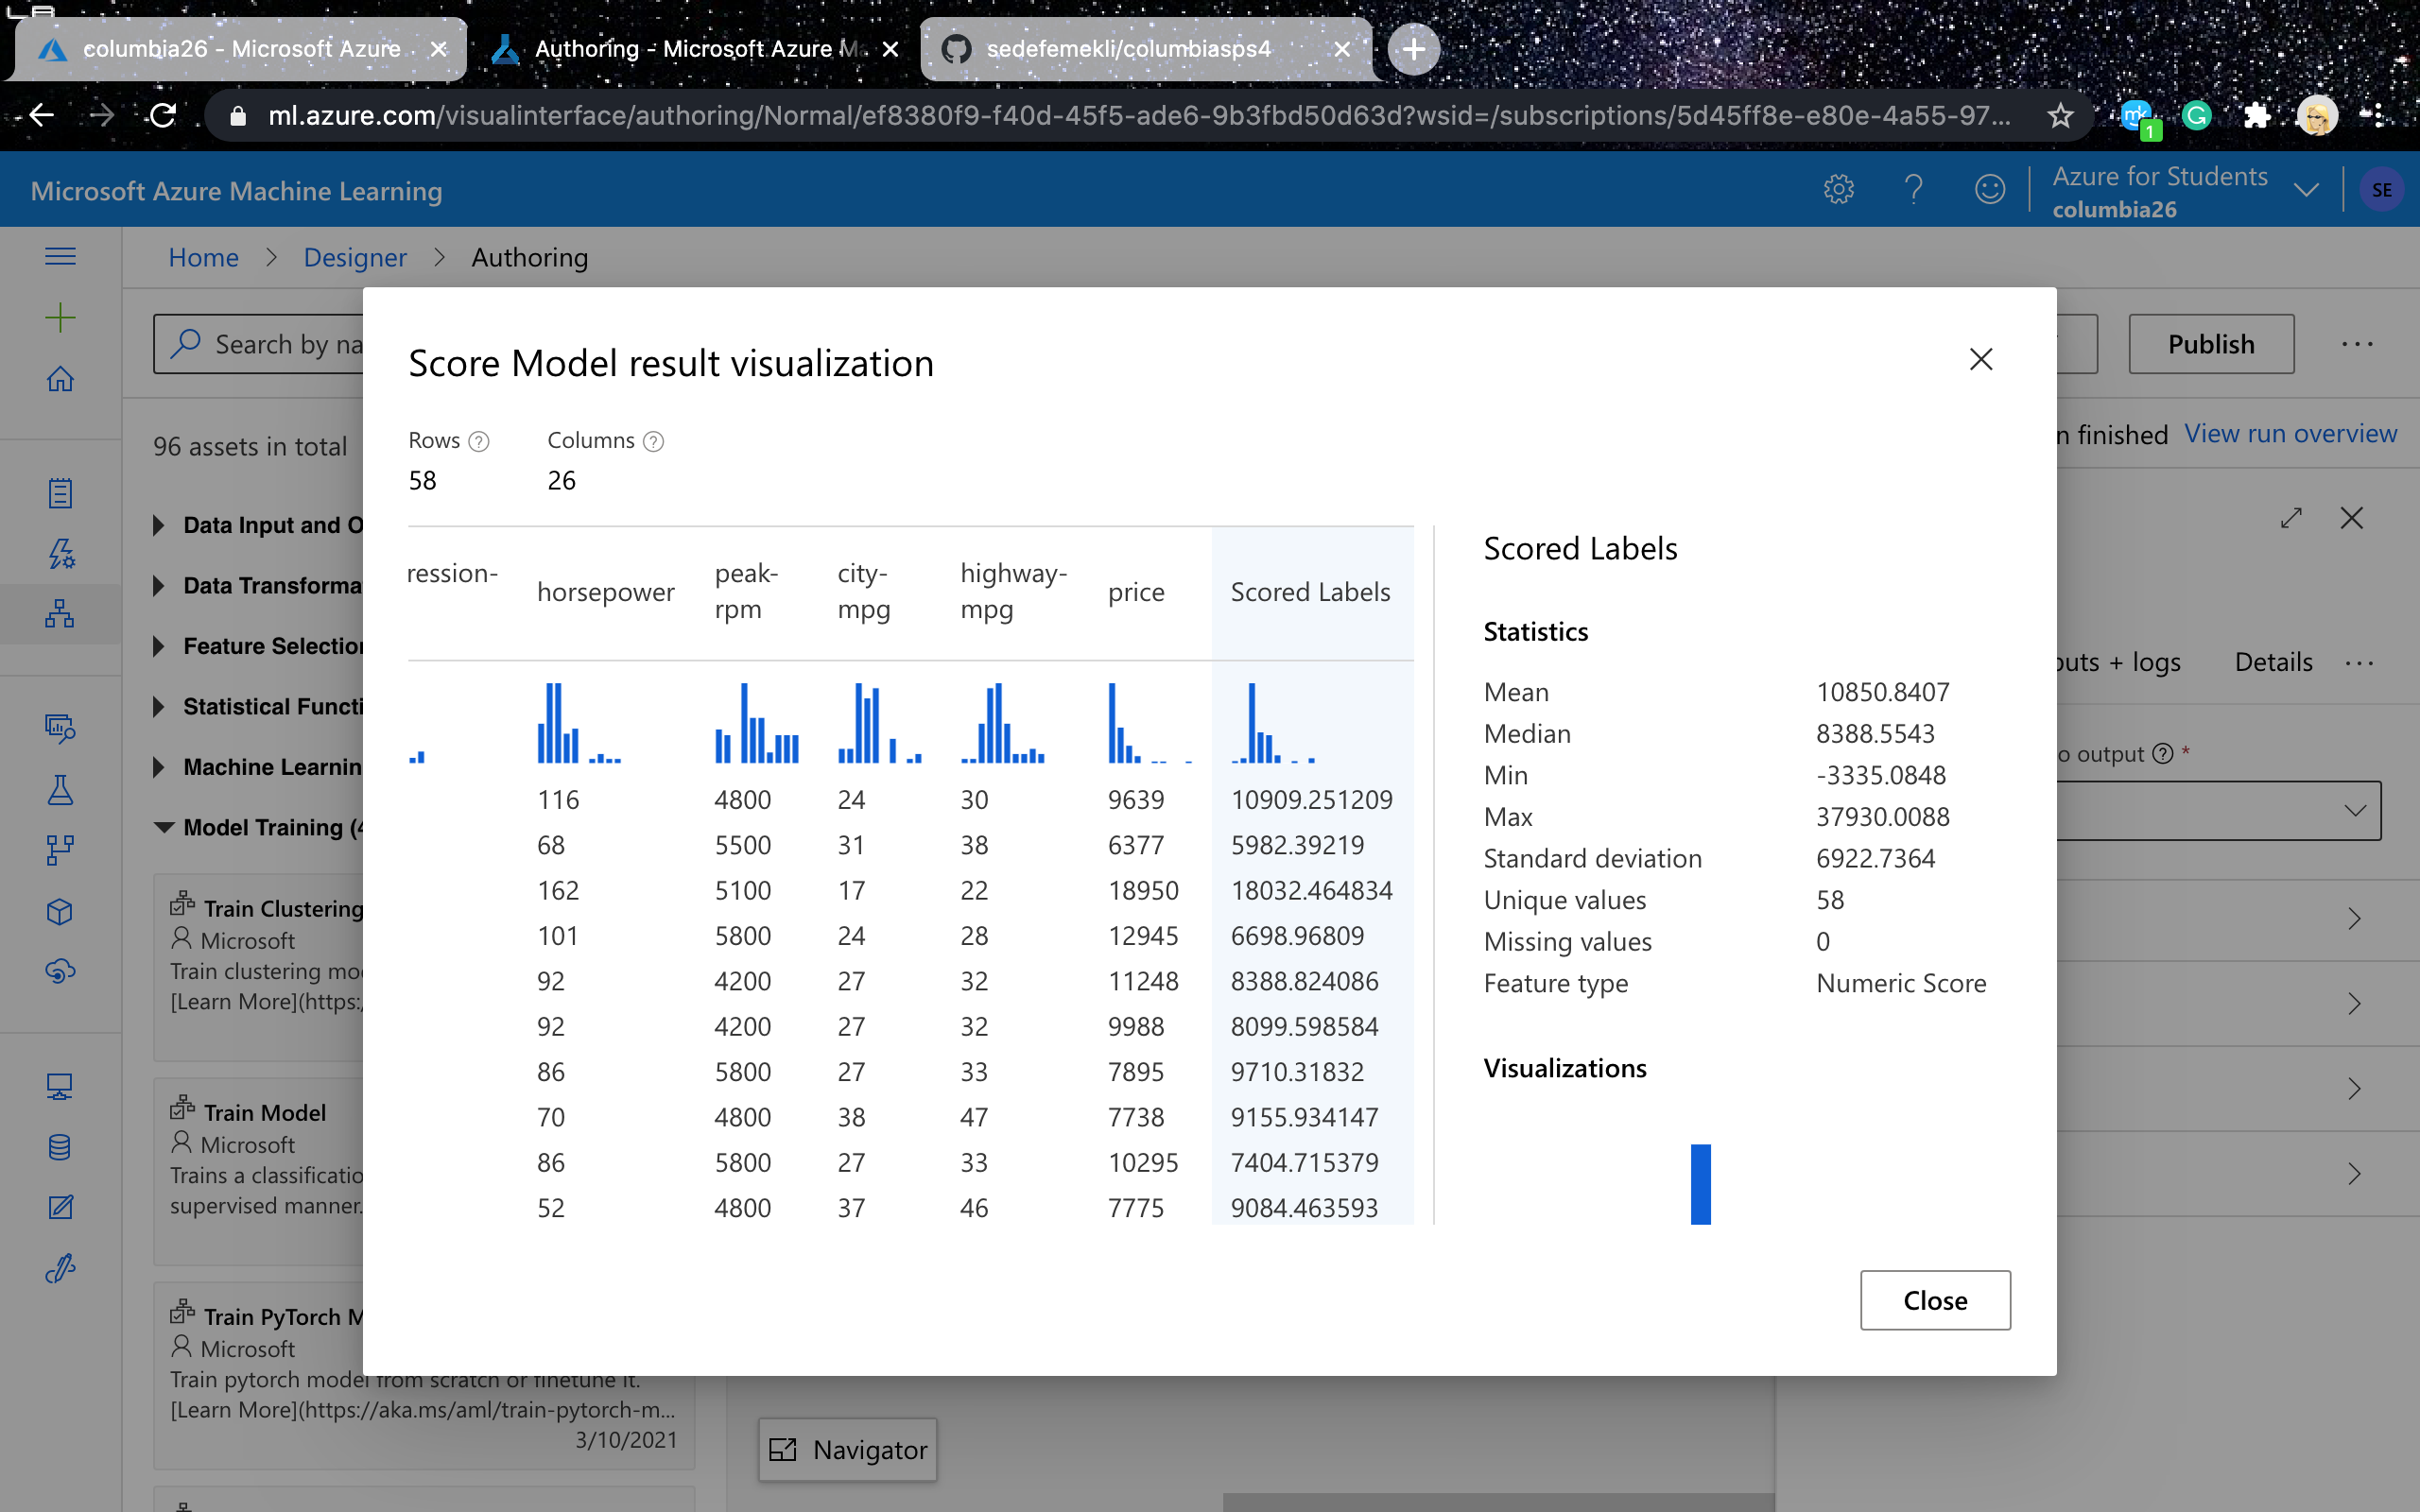 columbia26 - Microsoft Azure
Authoring - Microsoft Azure Ma
sedefemekli/columbiasps4
ml.azure.com/visualinterface/authoring/Normal/ef8380f9-f40d-45f5-ade6-9b3fbd50d63d?wsid=/subscriptions/5d45ff8e-e80e-4a55-97...
mk
1
G
Microsoft Azure Machine Learning
Azure for Students
columbia26
SE
Home > Designer > Authoring
Search by na
Publish
96 assets in total
n finished View run overview
Data Input and O
Data Transforma
Feature Selection
Statistical Functi
Machine Learnin
Model Training (4
Train Clustering
Microsoft
Train clustering mo
[Learn More](https:/
Train Model
Microsoft
Trains a classificatio
supervised manner.
Train PyTorch M
Microsoft
Train pytorch model from scratch or finetune it.
[Learn More](https://aka.ms/aml/train-pytorch-m...
3/10/2021
Score Model result visualization
Rows Columns
58 26
ression- horsepower peak-rpm city-mpg highway-mpg price Scored Labels
116 4800 24 30 9639 10909.251209
68 5500 31 38 6377 5982.39219
162 5100 17 22 18950 18032.464834
101 5800 24 28 12945 6698.96809
92 4200 27 32 11248 8388.824086
92 4200 27 32 9988 8099.598584
86 5800 27 33 7895 9710.31832
70 4800 38 47 7738 9155.934147
86 5800 27 33 10295 7404.715379
52 4800 37 46 7775 9084.463593
Scored Labels
Statistics
Mean 10850.8407
Median 8388.5543
Min -3335.0848
Max 37930.0088
Standard deviation 6922.7364
Unique values 58
Missing values 0
Feature type Numeric Score
Visualizations
Close
puts + logs Details
o output *
Navigator